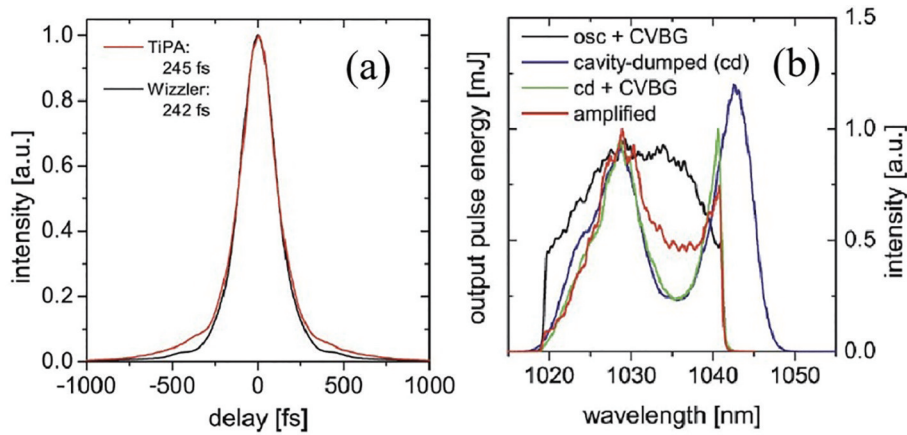 (a)
TiPA:
245 fs
Wizzler:
242 fs
intensity [a.u.]
1.0
0.8
0.6
0.4
0.2
0.0
-1000
-500
0
500
1000
delay [fs]
(b)
osc + CVBG
cavity-dumped (cd)
cd + CVBG
amplified
output pulse energy [mJ]
1.5
1.0
0.5
0.0
intensity [a.u.]
1020
1030
1040
1050
wavelength [nm]